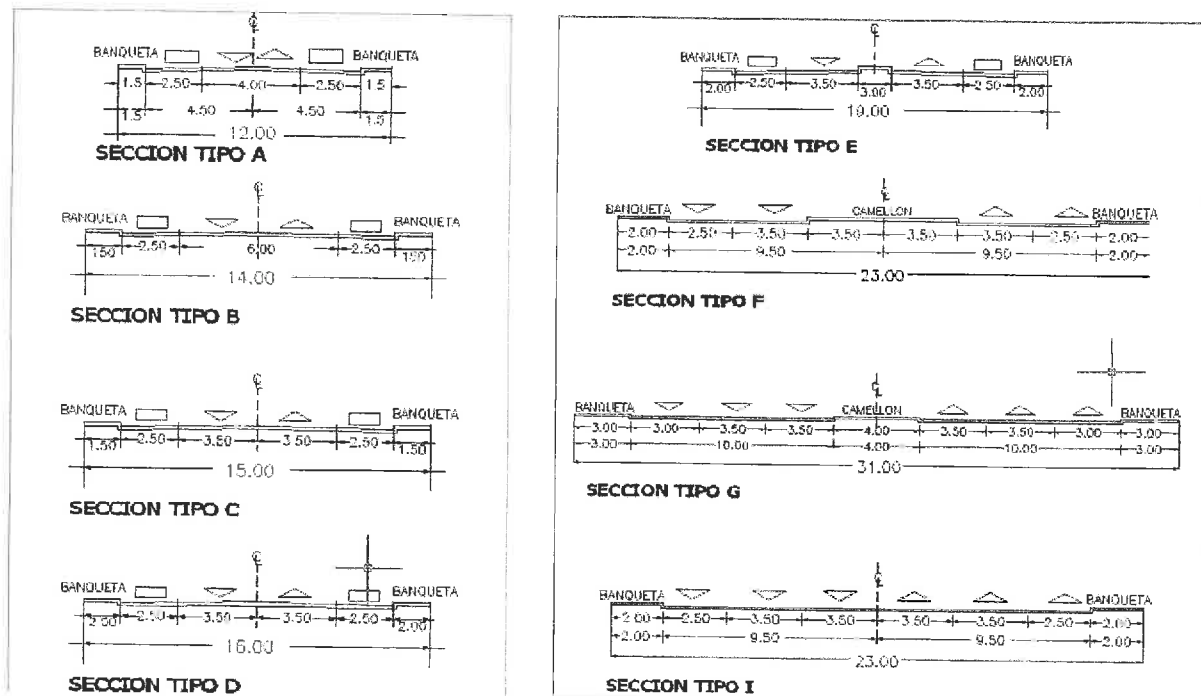 ℄
BANQUETA BANQUETA
1.5 2.50 4.00 2.50 1.5
1.5 4.50 4.50 1.5
12.00
SECCION TIPO A
℄
BANQUETA BANQUETA
150 2.50 6.00 2.50 150
14.00
SECCION TIPO B
℄
BANQUETA BANQUETA
1.50 2.50 3.50 3.50 2.50 1.50
15.00
SECCION TIPO C
℄
BANQUETA BANQUETA
2.00 2.50 3.50 3.50 2.50 2.00
16.00
SECCION TIPO D
℄
BANQUETA BANQUETA
2.00 2.50 3.50 3.00 3.50 2.50 2.00
19.00
SECCION TIPO E
℄
BANQUETA CAMELLON BANQUETA
2.00 2.50 3.50 3.50 3.50 3.50 2.50 2.00
2.00 9.50 9.50 2.00
23.00
SECCION TIPO F
℄
BANQUETA CAMELLON BANQUETA
3.00 3.00 3.50 3.50 4.00 3.50 3.50 3.00 3.00
3.00 10.00 4.00 10.00 3.00
31.00
SECCION TIPO G
℄
BANQUETA BANQUETA
2.00 2.50 3.50 3.50 3.50 3.50 2.50 2.00
2.00 9.50 9.50 2.00
23.00
SECCION TIPO I